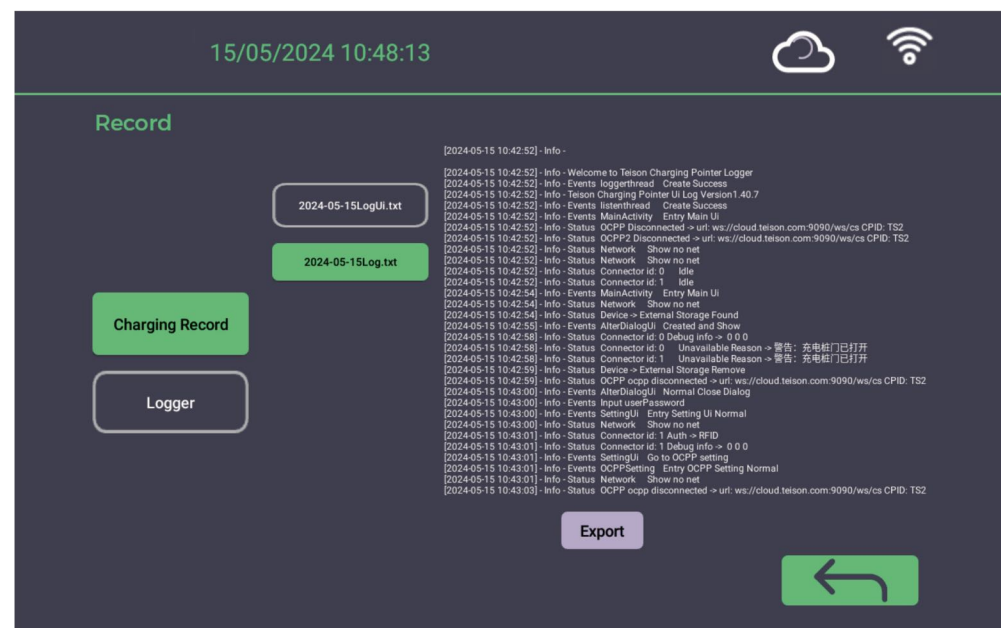 15/05/2024 10:48:13
Record
2024-05-15LogUi.txt
2024-05-15Log.txt
Charging Record
Logger
[2024-05-15 10:42:52] - Info -
[2024-05-15 10:42:52] - Info - Welcome to Teison Charging Pointer Logger
[2024-05-15 10:42:52] - Info - Events loggerthread Create Success
[2024-05-15 10:42:52] - Info - Teison Charging Pointer Ui Log Version1.40.7
[2024-05-15 10:42:52] - Info - Events listenthread Create Success
[2024-05-15 10:42:52] - Info - Events MainActivity Entry Main Ui
[2024-05-15 10:42:52] - Info - Status OCPP Disconnected -> url: ws://cloud.teison.com:9090/ws/cs CPID: TS2
[2024-05-15 10:42:52] - Info - Status OCPP2 Disconnected -> url: ws://cloud.teison.com:9090/ws/cs CPID: TS2
[2024-05-15 10:42:52] - Info - Status Network Show no net
[2024-05-15 10:42:52] - Info - Status Network Show no net
[2024-05-15 10:42:52] - Info - Status Connector id: 0 Idle
[2024-05-15 10:42:52] - Info - Status Connector id: 1 Idle
[2024-05-15 10:42:54] - Info - Events MainActivity Entry Main Ui
[2024-05-15 10:42:54] - Info - Status Network Show no net
[2024-05-15 10:42:54] - Info - Status Device -> External Storage Found
[2024-05-15 10:42:55] - Info - Events AlterDialogUi Created and Show
[2024-05-15 10:42:58] - Info - Status Connector id: 0 Debug info -> 0 0 0
[2024-05-15 10:42:58] - Info - Status Connector id: 0 Unavailable Reason -> 警告：充电桩门已打开
[2024-05-15 10:42:58] - Info - Status Connector id: 1 Unavailable Reason -> 警告：充电桩门已打开
[2024-05-15 10:42:59] - Info - Status Device -> External Storage Remove
[2024-05-15 10:42:59] - Info - Status OCPP ocpp disconnected -> url: ws://cloud.teison.com:9090/ws/cs CPID: TS2
[2024-05-15 10:43:00] - Info - Events AlterDialogUi Normal Close Dialog
[2024-05-15 10:43:00] - Info - Events Input userPassword
[2024-05-15 10:43:00] - Info - Events SettingUi Entry Setting Ui Normal
[2024-05-15 10:43:00] - Info - Status Network Show no net
[2024-05-15 10:43:01] - Info - Status Connector id: 1 Auth -> RFID
[2024-05-15 10:43:01] - Info - Status Connector id: 1 Debug info -> 0 0 0
[2024-05-15 10:43:01] - Info - Events SettingUi Go to OCPP setting
[2024-05-15 10:43:01] - Info - Events OCPPSetting Entry OCPP Setting Normal
[2024-05-15 10:43:01] - Info - Status Network Show no net
[2024-05-15 10:43:03] - Info - Status OCPP ocpp disconnected -> url: ws://cloud.teison.com:9090/ws/cs CPID: TS2
Export